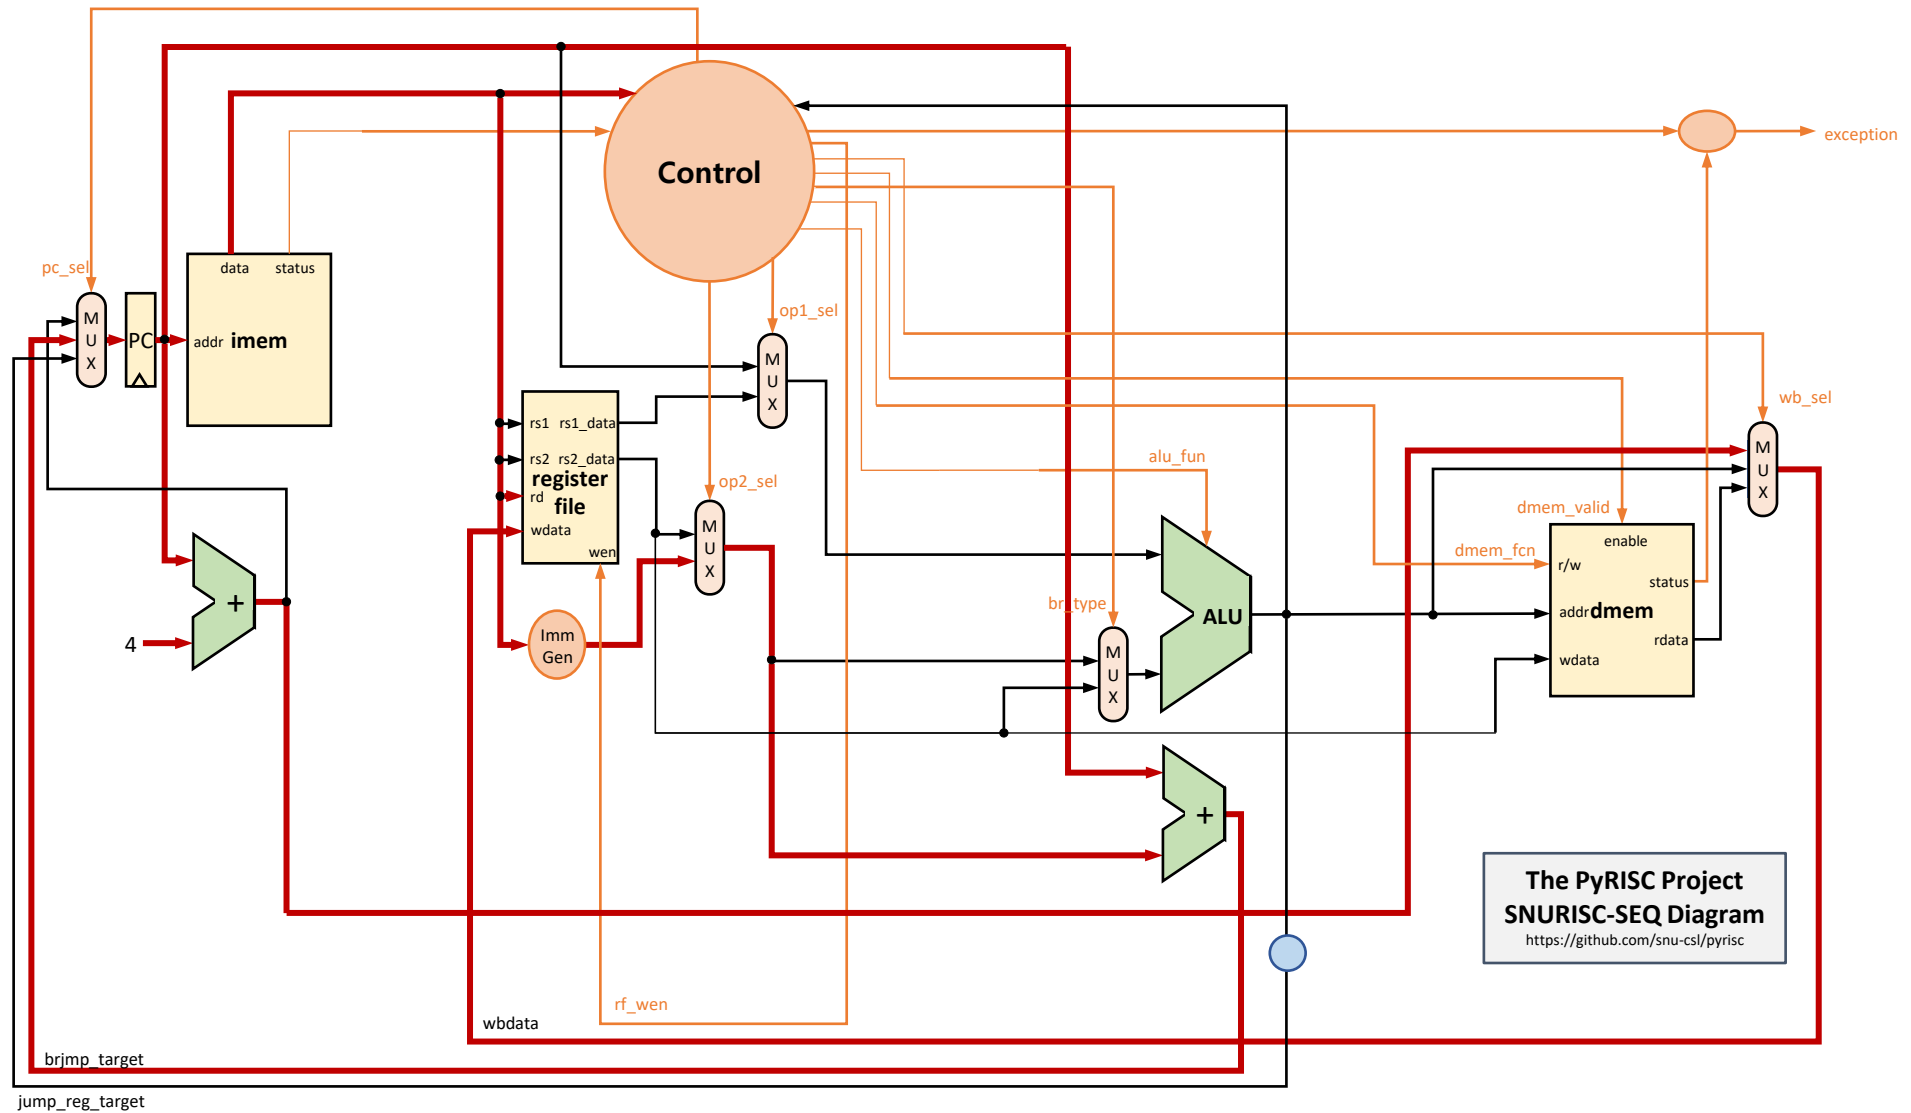 exception
Control
pc_sel
data
status
M
U
X
PC
addr
imem
op1_sel
M
U
X
wb_sel
M
U
X
rs1
rs1_data
rs2
rs2_data
register
file
rd
wdata
wen
op2_sel
M
U
X
alu_fun
dmem_valid
enable
dmem_fcn
r/w
status
addr
dmem
rdata
wdata
br_type
M
U
X
ALU
+
4
Imm
Gen
+
The PyRISC Project
SNURISC-SEQ Diagram
https://github.com/snu-csl/pyrisc
rf_wen
wbdata
brjmp_target
jump_reg_target